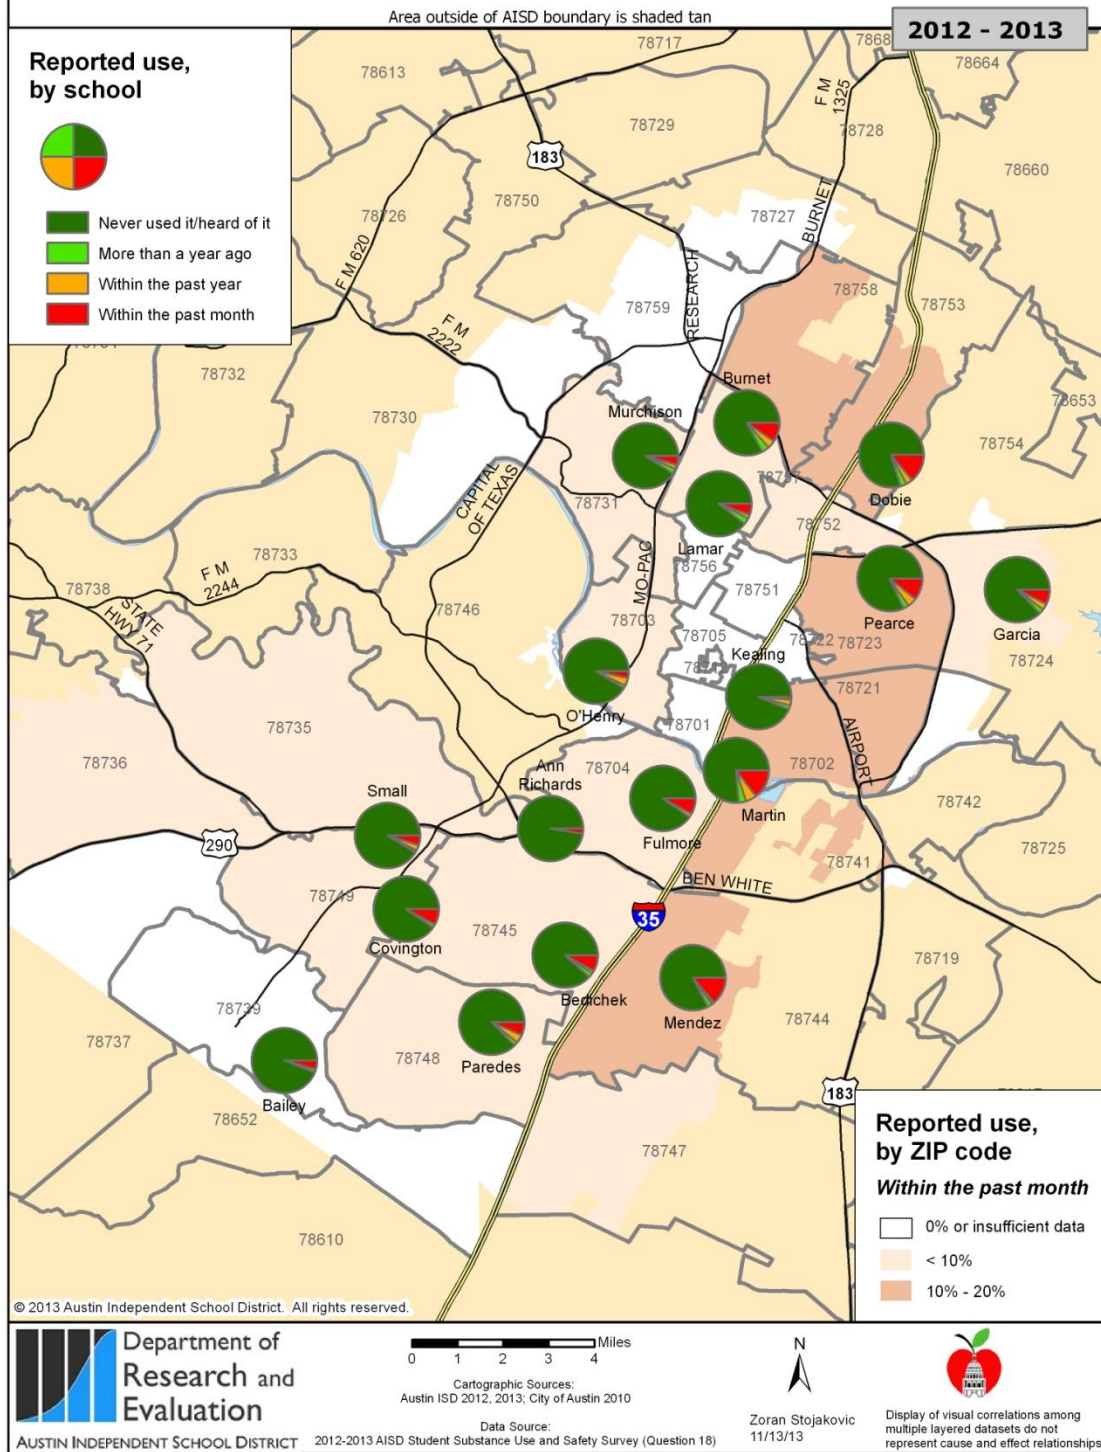 Area outside of AISD boundary is shaded tan
2012 - 2013
Reported use,
by school
Never used it/heard of it
More than a year ago
Within the past year
Within the past month
78717
78664
78613
F M
1325
78729
78728
183
78660
78750
78726
78727
BURNET
F M 620
RESEARCH
78759
78758
78753
F M
2222
78732
Burnet
78730
Murchison
78653
78754
CAPITAL
OF TEXAS
78731
78757
Dobie
78752
Lamar
78733
78756
MO-PAC
F M
2244
78738
78751
STATE
HWY 71
78746
78703
Pearce
Garcia
78705
78722
78723
Kealing
78724
78721
O'Henry
78701
78735
AIRPORT
78736
78704
78702
Ann
Richards
Small
78742
Martin
290
Fulmore
78725
78741
BEN WHITE
78749
35
78745
Covington
78719
Bedichek
78739
Mendez
78744
78737
78748
Paredes
183
Bailey
78652
78747
78610
Reported use,
by ZIP code
Within the past month
0% or insufficient data
< 10%
10% - 20%
© 2013 Austin Independent School District. All rights reserved.
Department of
Research and
Evaluation
AUSTIN INDEPENDENT SCHOOL DISTRICT
Miles
0 1 2 3 4
Cartographic Sources:
Austin ISD 2012, 2013; City of Austin 2010
Data Source:
2012-2013 AISD Student Substance Use and Safety Survey (Question 18)
N
Zoran Stojakovic
11/13/13
Display of visual correlations among
multiple layered datasets do not
represent cause and effect relationships